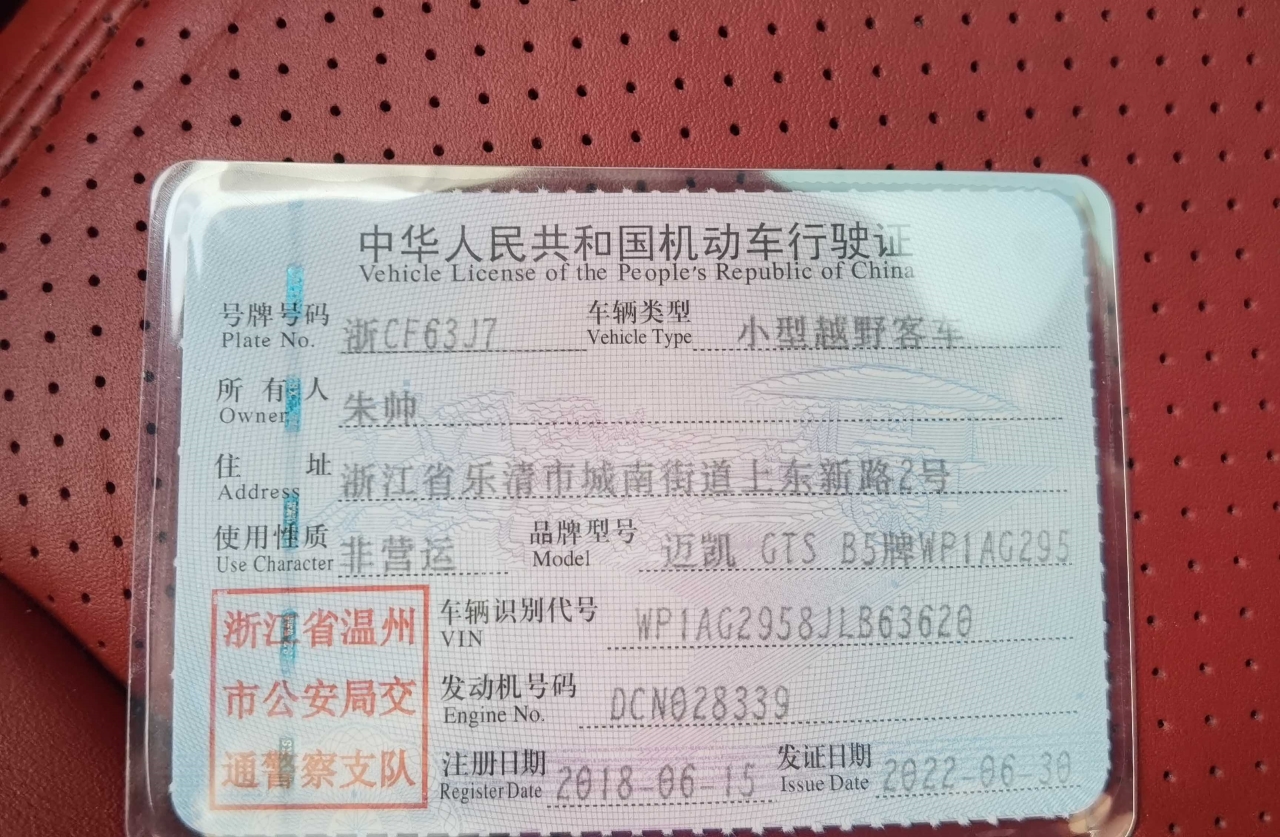 中华人民共和国机动车行驶证
Vehicle License of the People's Republic of China
号牌号码 浙CF63J7 车辆类型 小型越野客车
Plate No. Vehicle Type
所有人 朱帅
Owner
住址 浙江省乐清市城南街道上东新路2号
Address
使用性质 非营运 品牌型号 迈凯 GTS B5牌WP1AG295
Use Character Model
浙江省温州
市公安局交
通警察支队
车辆识别代号 WP1AG2958JLB63620
VIN
发动机号码 DCN028339
Engine No.
注册日期 2018-06-15 发证日期 2022-06-30
Register Date Issue Date